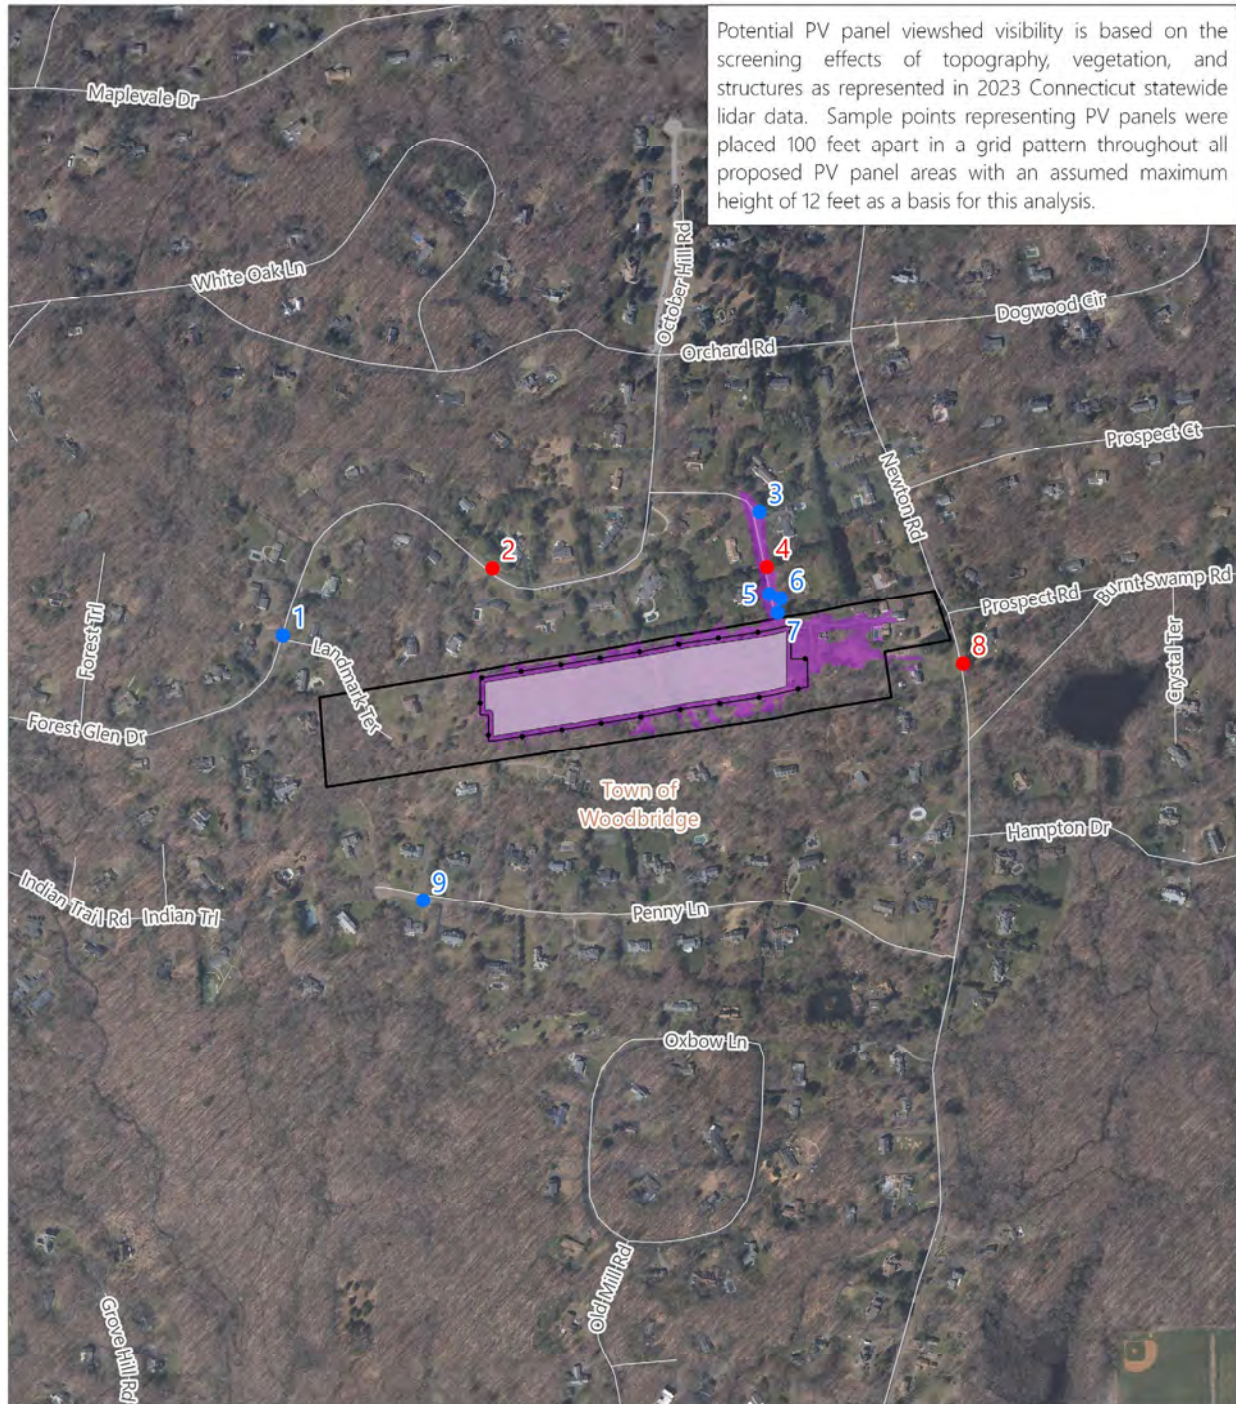 Potential PV panel viewshed visibility is based on the
screening effects of topography, vegetation, and
structures as represented in 2023 Connecticut statewide
lidar data. Sample points representing PV panels were
placed 100 feet apart in a grid pattern throughout all
proposed PV panel areas with an assumed maximum
height of 12 feet as a basis for this analysis.
Maplevale Dr
White Oak Ln
October Hill Rd
Orchard Rd
Dogwood Cir
Prospect Ct
Newton Rd
3
2
4
5
6
7
Prospect Rd
Burnt Swamp Rd
1
Forest Trl
Landmark Ter
8
Crystal Ter
Forest Glen Dr
Town of
Woodbridge
Hampton Dr
Indian Trail Rd
Indian Trl
9
Penny Ln
Oxbow Ln
Old Mill Rd
Grove Hill Rd